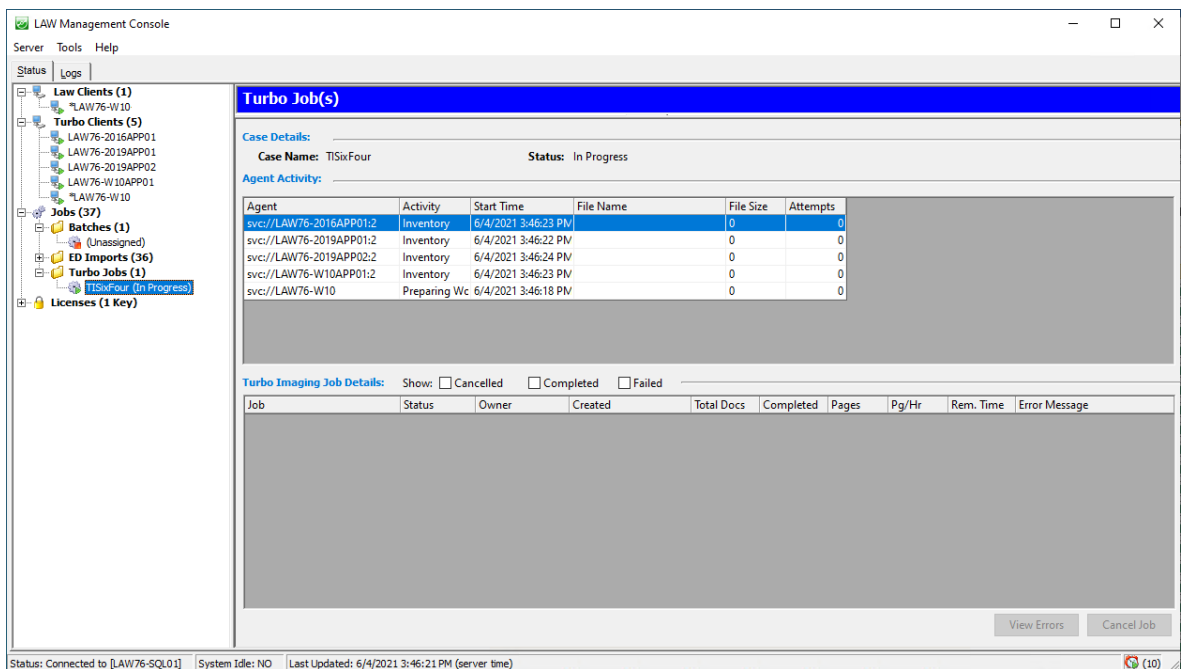 LAW Management Console
Server Tools Help
Status Logs
Law Clients (1)
*LAW76-W10
Turbo Clients (5)
LAW76-2016APP01
LAW76-2019APP01
LAW76-2019APP02
LAW76-W10APP01
*LAW76-W10
Jobs (37)
Batches (1)
(Unassigned)
ED Imports (36)
Turbo Jobs (1)
TISixFour (In Progress)
Licenses (1 Key)
Turbo Job(s)
Case Details:
Case Name: TISixFour Status: In Progress
Agent Activity:
Agent Activity Start Time File Name File Size Attempts
svc://LAW76-2016APP01:2 Inventory 6/4/2021 3:46:23 PM 0 0
svc://LAW76-2019APP01:2 Inventory 6/4/2021 3:46:22 PM 0 0
svc://LAW76-2019APP02:2 Inventory 6/4/2021 3:46:24 PM 0 0
svc://LAW76-W10APP01:2 Inventory 6/4/2021 3:46:23 PM 0 0
svc://LAW76-W10 Preparing Wc 6/4/2021 3:46:18 PM 0 0
Turbo Imaging Job Details: Show: Cancelled Completed Failed
Job Status Owner Created Total Docs Completed Pages Pg/Hr Rem. Time Error Message
View Errors Cancel Job
Status: Connected to [LAW76-SQL01] System Idle: NO Last Updated: 6/4/2021 3:46:21 PM (server time) (10)